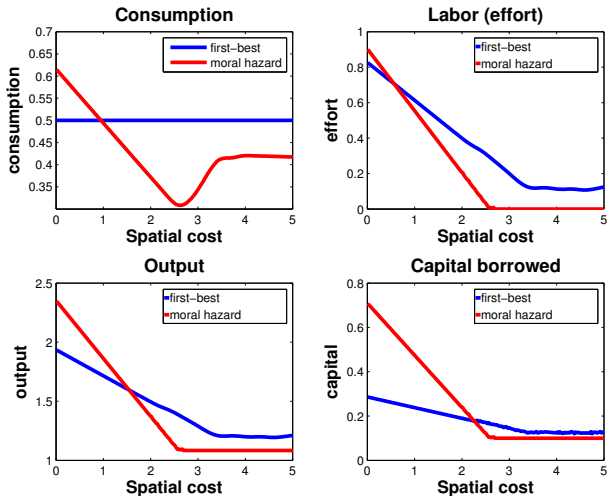 Consumption
0.7
0.65
0.6
0.55
0.5
0.45
0.4
0.35
consumption
first−best
moral hazard
0 1 2 3 4 5
Spatial cost
Labor (effort)
1
0.8
0.6
0.4
0.2
0
effort
first−best
moral hazard
0 1 2 3 4 5
Spatial cost
Output
2.5
2
1.5
1
output
first−best
moral hazard
0 1 2 3 4 5
Spatial cost
Capital borrowed
0.8
0.6
0.4
0.2
0
capital
first−best
moral hazard
0 1 2 3 4 5
Spatial cost